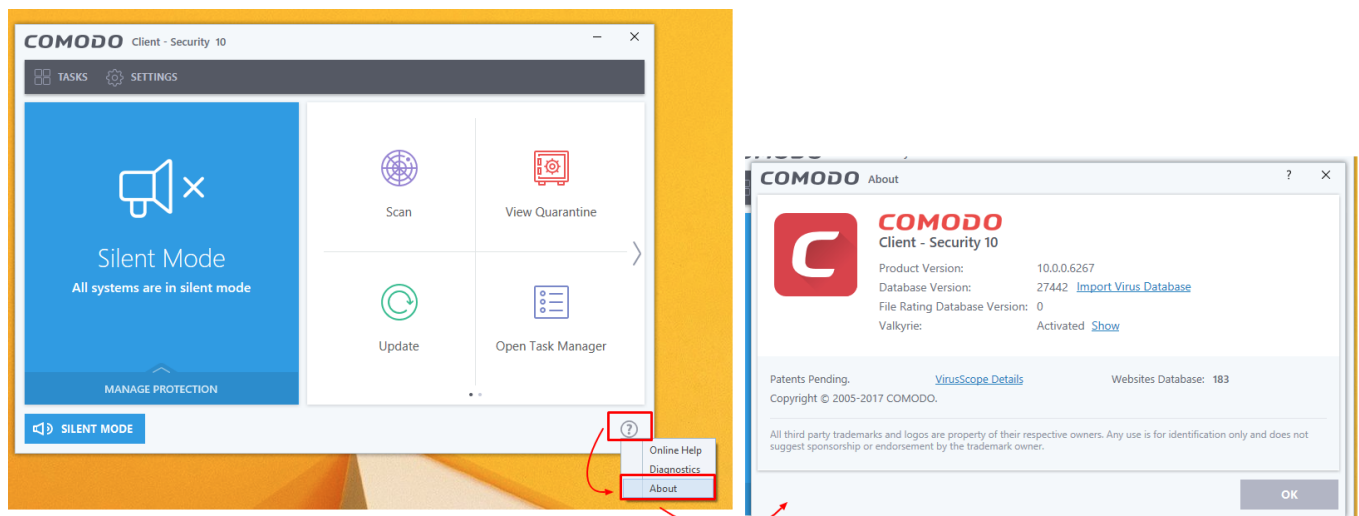 COMODO Client - Security 10
TASKS SETTINGS
Silent Mode
All systems are in silent mode
MANAGE PROTECTION
Scan
View Quarantine
Update
Open Task Manager
SILENT MODE
?
Online Help
Diagnostics
About
COMODO About ?
COMODO
Client - Security 10
Product Version: 10.0.0.6267
Database Version: 27442 Import Virus Database
File Rating Database Version: 0
Valkyrie: Activated Show
Patents Pending. VirusScope Details Websites Database: 183
Copyright © 2005-2017 COMODO.
All third party trademarks and logos are property of their respective owners. Any use is for identification only and does not
suggest sponsorship or endorsement by the trademark owner.
OK